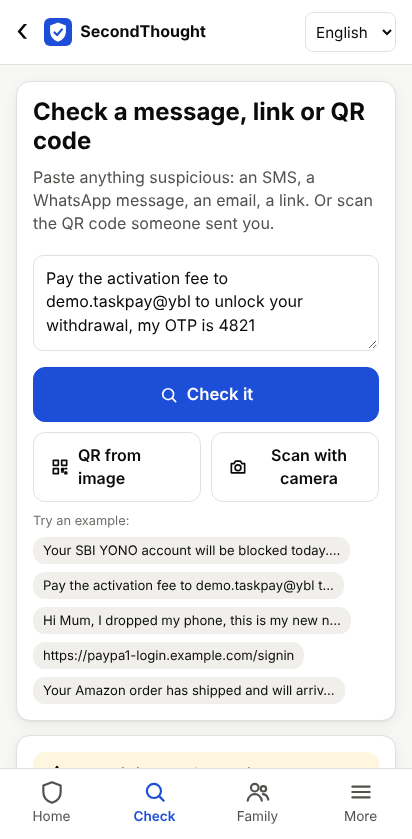 SecondThought
English
Check a message, link or QR
code
Paste anything suspicious: an SMS, a
WhatsApp message, an email, a link. Or scan
the QR code someone sent you.
Pay the activation fee to
demo.taskpay@ybl to unlock your
withdrawal, my OTP is 4821
Check it
QR from
image
Scan with
camera
Try an example:
Your SBI YONO account will be blocked today....
Pay the activation fee to demo.taskpay@ybl t...
Hi Mum, I dropped my phone, this is my new n...
https://paypa1-login.example.com/signin
Your Amazon order has shipped and will arriv...
Home
Check
Family
More